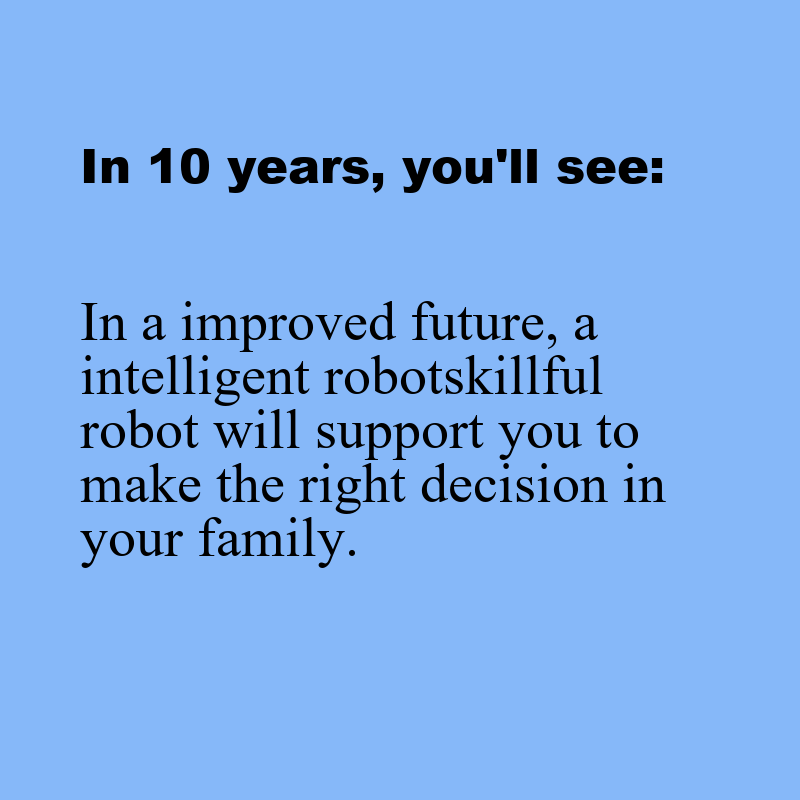 In 10 years, you'll see:
In a improved future, a
intelligent robotskillful
robot will support you to
make the right decision in
your family.